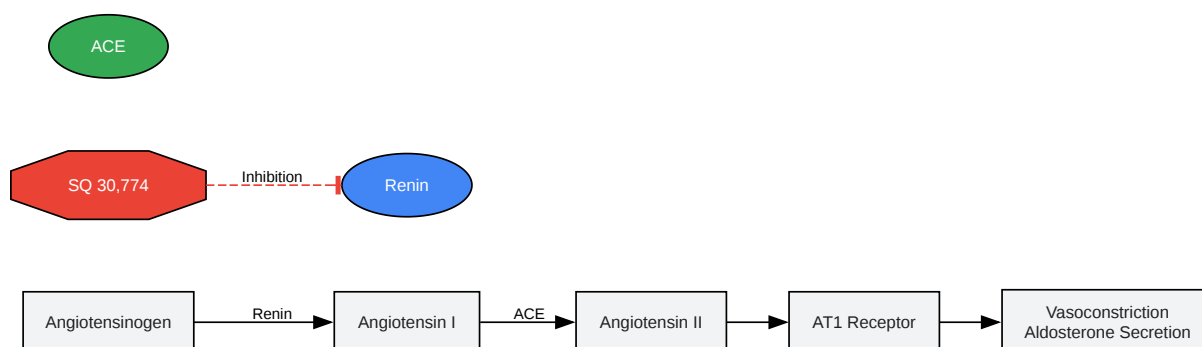 ACE
SQ 30,774
Inhibition
Renin
Angiotensinogen
Renin
Angiotensin I
ACE
Angiotensin II
AT1 Receptor
Vasoconstriction
Aldosterone Secretion